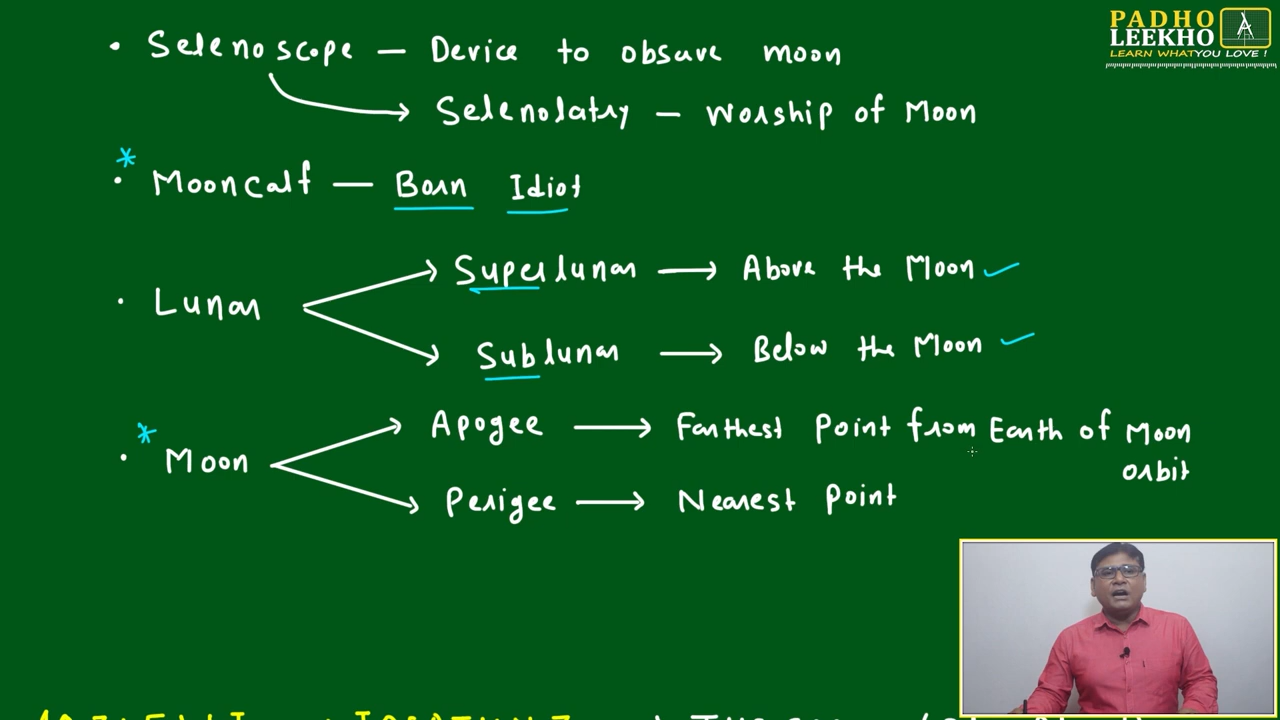 PADHO
LEEKHO
LEARN WHAT YOU LOVE !
• Selenoscope — Device to obsave moon
Selenolatry — Worship of Moon
* • Mooncalf — Born Idiot
Superlunar → Above the Moon ✓
• Lunar
Sublunar → Below the Moon ✓
Apogee → Farthest Point from Earth of Moon
orbit
* • Moon
Perigee → Nearest Point